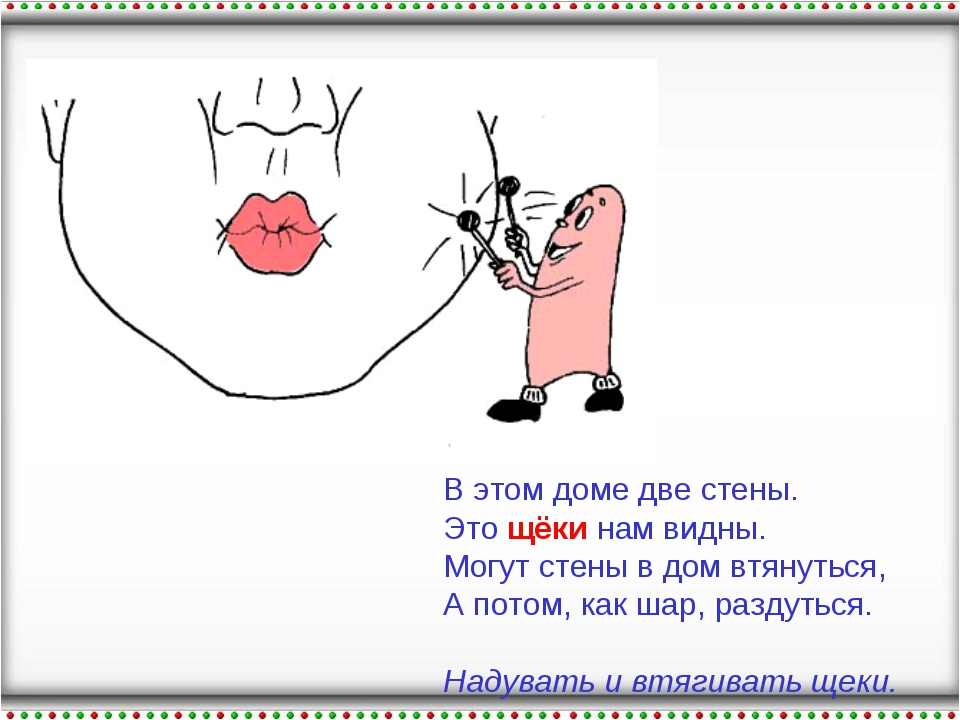 В этом доме две стены.
Это щёки нам видны.
Могут стены в дом втянуться,
А потом, как шар, раздуться.
Надувать и втягивать щеки.